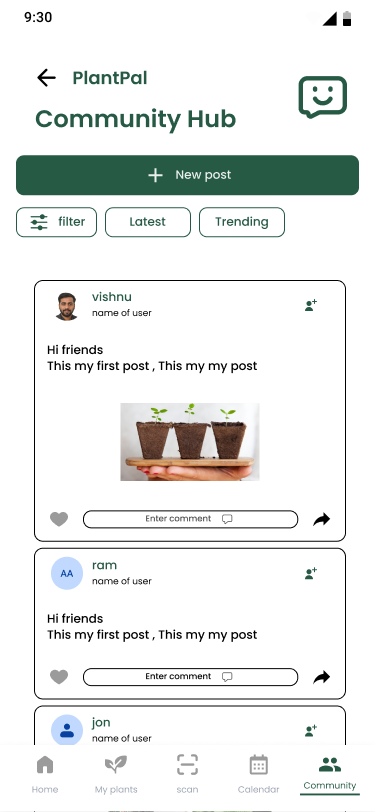 9:30
PlantPal
Community Hub
New post
filter
Latest
Trending
vishnu
name of user
Hi friends
This my first post , This my my post
Enter comment
ram
AA
name of user
Hi friends
This my first post , This my my post
Enter comment
jon
name of user
Home
My plants
scan
Calendar
Community